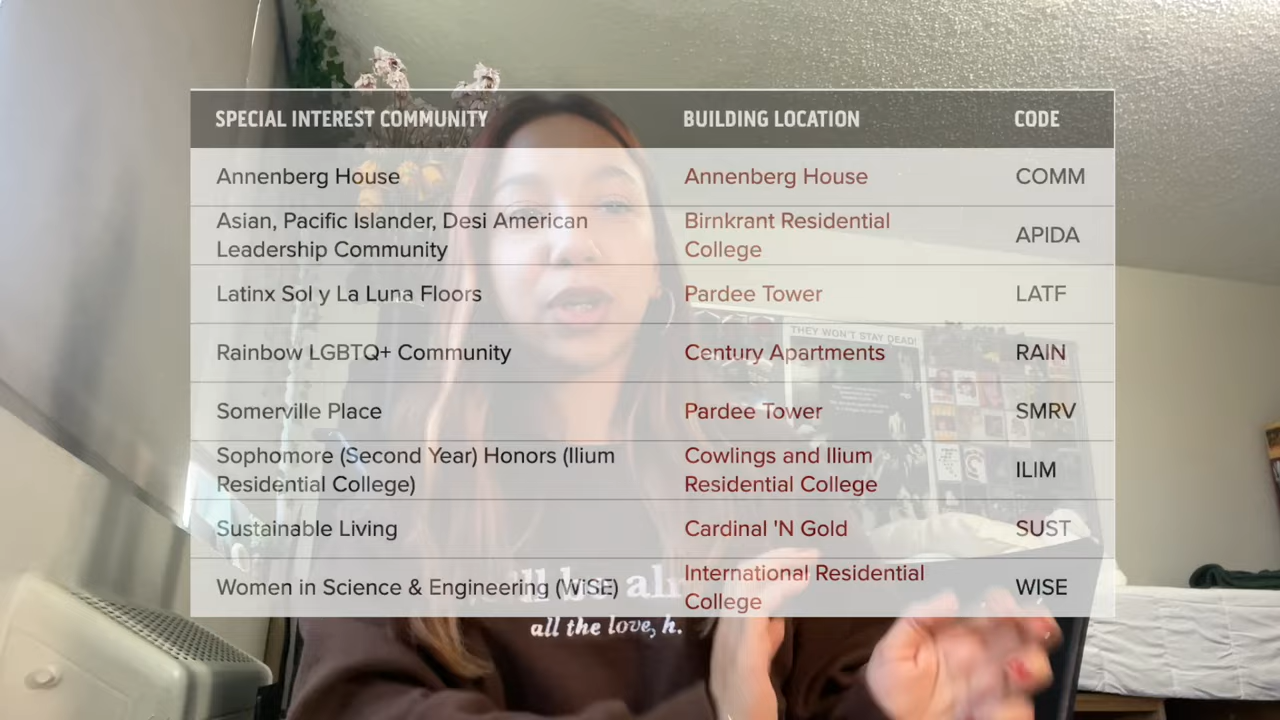 SPECIAL INTEREST COMMUNITY BUILDING LOCATION CODE
Annenberg House Annenberg House COMM
Asian, Pacific Islander, Desi American
Leadership Community
Birnkrant Residential
College
APIDA
Latinx Sol y La Luna Floors Pardee Tower LATF
Rainbow LGBTQ+ Community Century Apartments RAIN
Somerville Place Pardee Tower SMRV
Sophomore (Second Year) Honors (Ilium
Residential College)
Cowlings and Ilium
Residential College
ILIM
Sustainable Living Cardinal 'N Gold SUST
Women in Science & Engineering (WiSE)
International Residential
College
WISE
THEY WON'T STAY DEAD!
all the love, h.